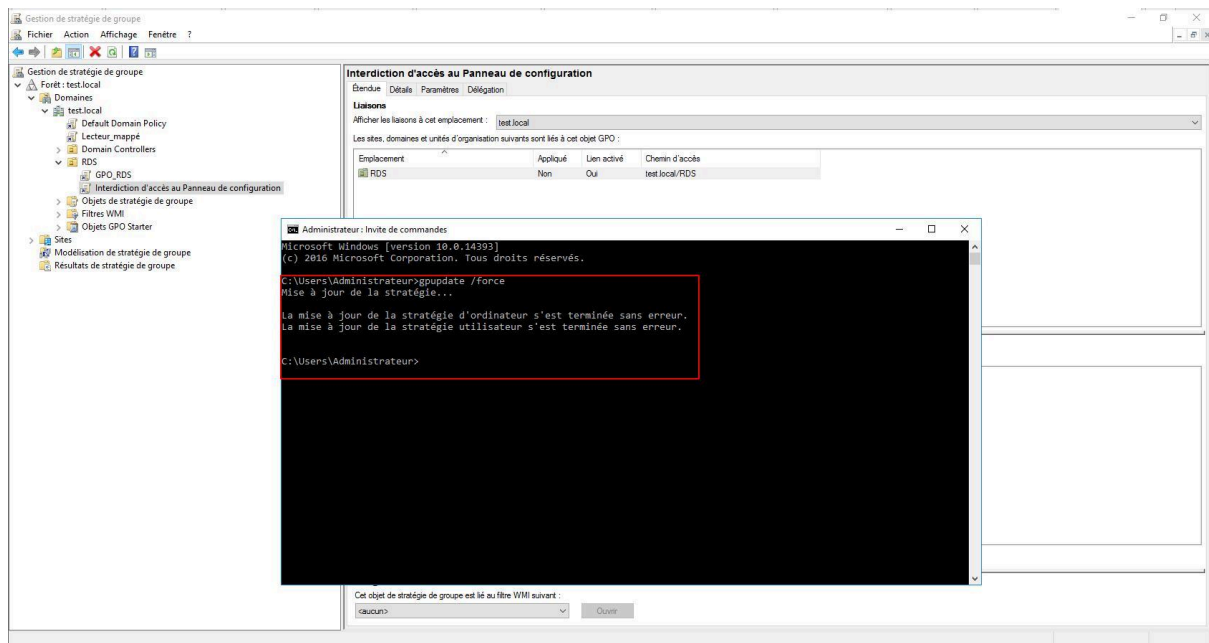 Gestion de stratégie de groupe
Fichier Action Affichage Fenêtre ?
Gestion de stratégie de groupe
Forêt : test.local
Domaines
test.local
Default Domain Policy
Lecteur_mappé
Domain Controllers
RDS
GPO_RDS
Interdiction d'accès au Panneau de configuration
Objets de stratégie de groupe
Filtres WMI
Objets GPO Starter
Sites
Modélisation de stratégie de groupe
Résultats de stratégie de groupe
Interdiction d'accès au Panneau de configuration
Étendue Détails Paramètres Délégation
Liaisons
Afficher les liaisons à cet emplacement : test.local
Les sites, domaines et unités d'organisation suivants sont liés à cet objet GPO :
Emplacement Appliqué Lien activé Chemin d'accès
RDS Non Oui test.local/RDS
Administrateur : Invite de commandes
Microsoft Windows [version 10.0.14393]
(c) 2016 Microsoft Corporation. Tous droits réservés.
C:\Users\Administrateur>gpupdate /force
Mise à jour de la stratégie...
La mise à jour de la stratégie d'ordinateur s'est terminée sans erreur.
La mise à jour de la stratégie utilisateur s'est terminée sans erreur.
C:\Users\Administrateur>
Cet objet de stratégie de groupe est lié au filtre WMI suivant :
<aucun> Ouvrir